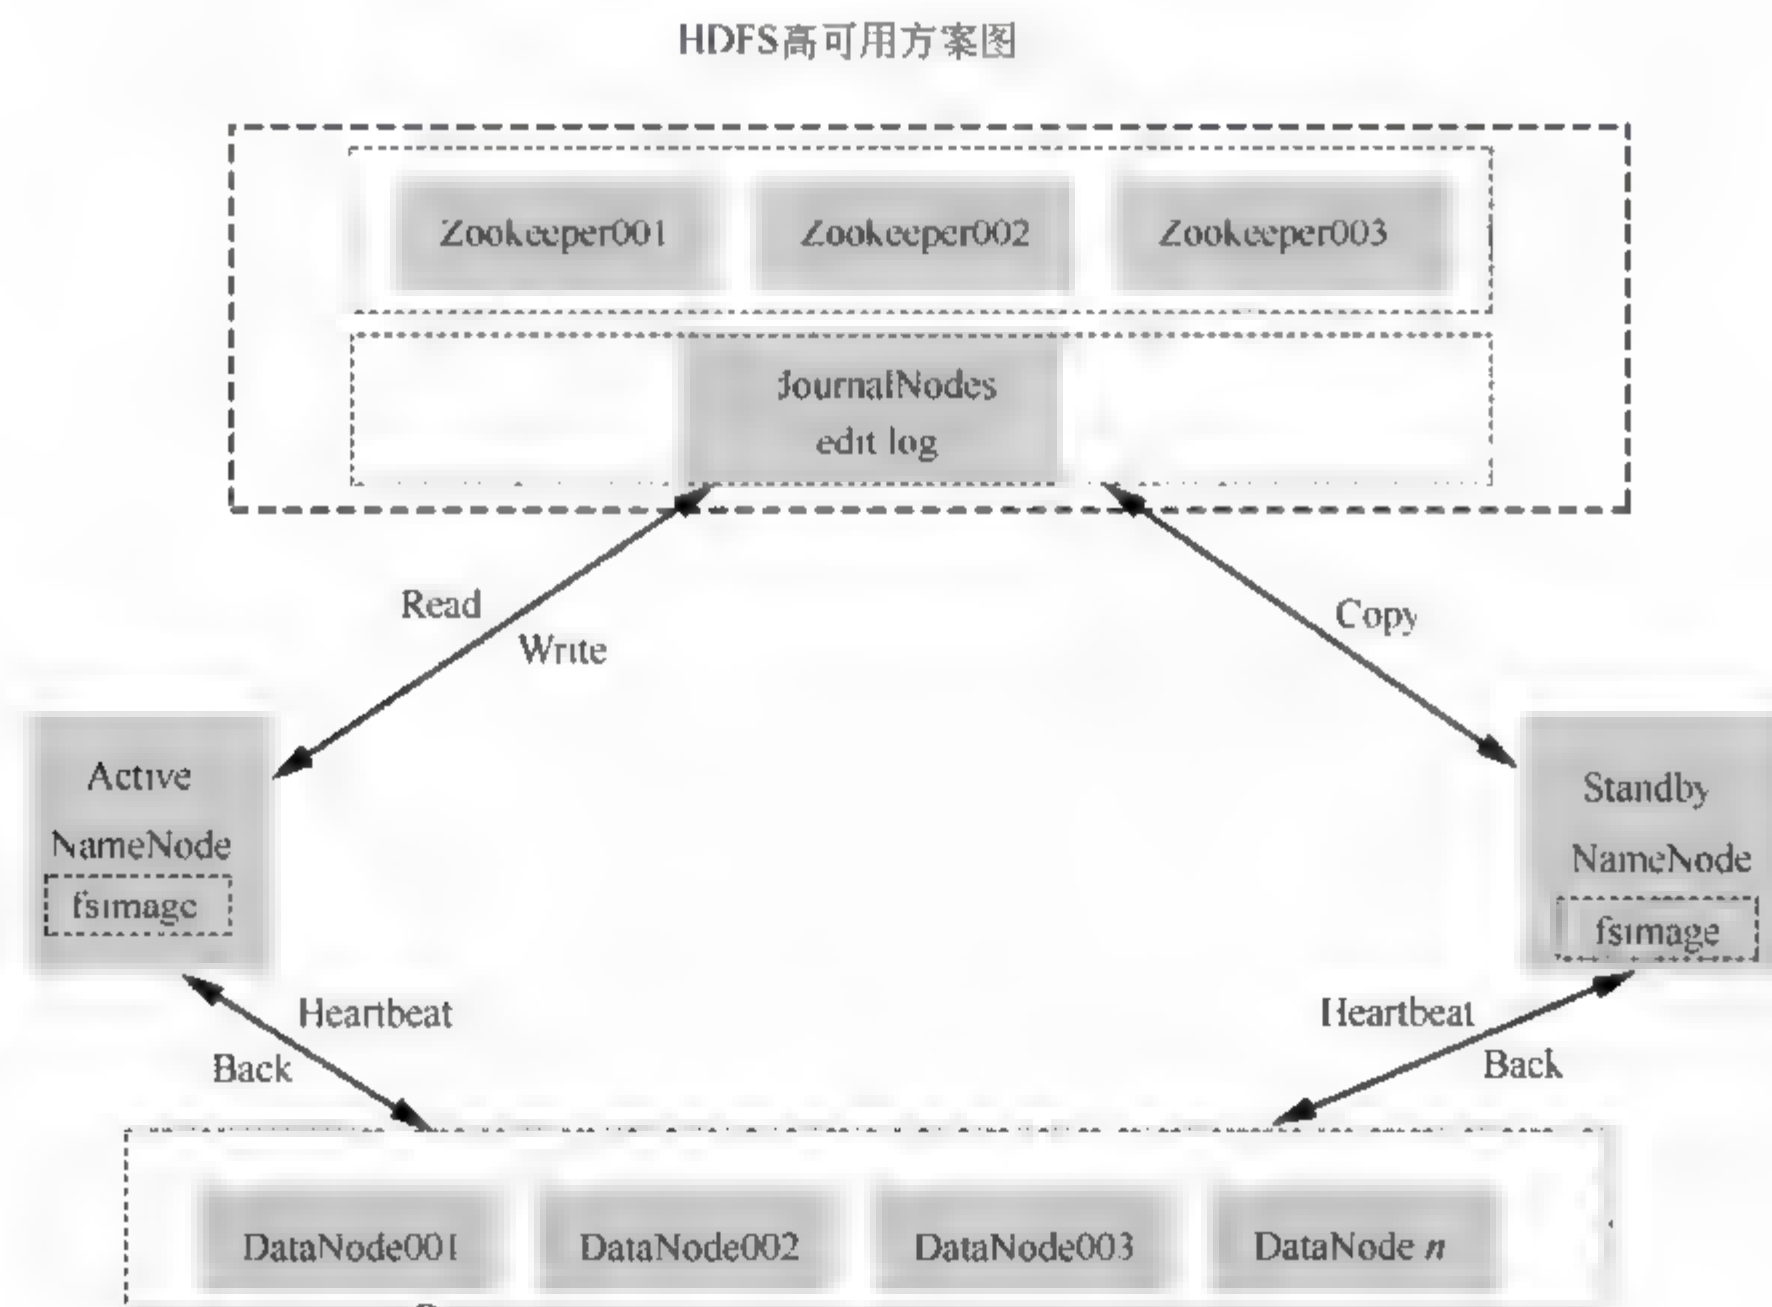 HDFS高可用方案图
Zookeeper001 Zookeeper002 Zookeeper003
JournalNodes
edit log
Read
Write
Copy
Active
NameNode
fsimage
Standby
NameNode
fsimage
Heartbeat
Back
Heartbeat
Back
DataNode001 DataNode002 DataNode003 DataNode n